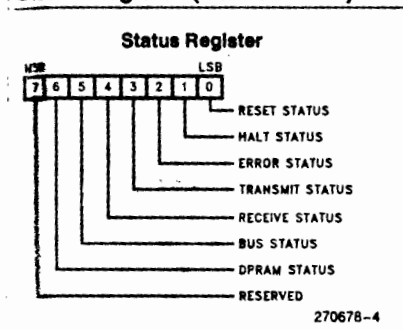 Status Register
MSB LSB
7 6 5 4 3 2 1 0
RESET STATUS
HALT STATUS
ERROR STATUS
TRANSMIT STATUS
RECEIVE STATUS
BUS STATUS
DPRAM STATUS
RESERVED
270678-4